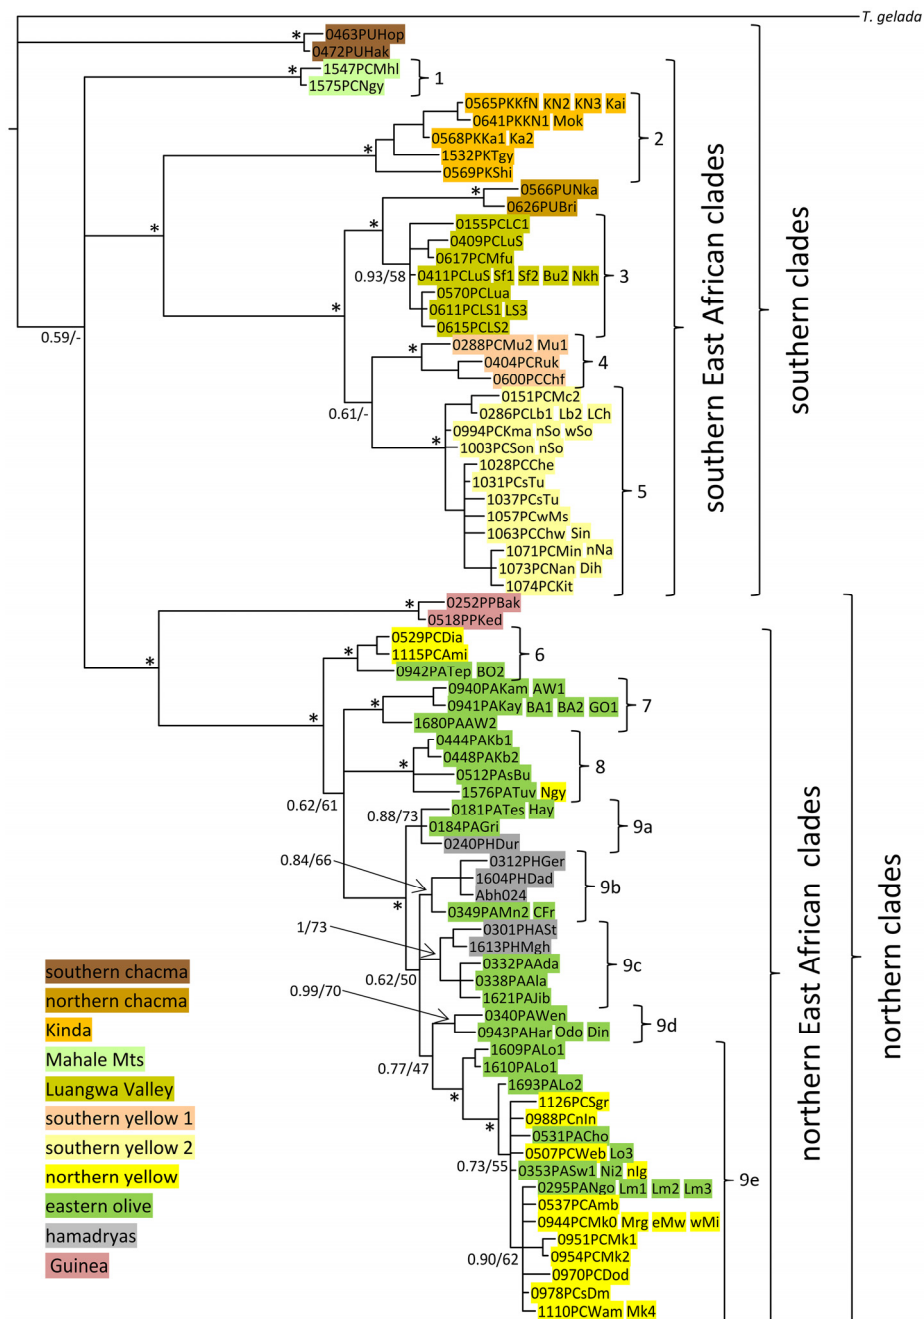 T. gelada
0463PUHop
0472PUHak
*
1547PCMhl
1575PCNgy
*
1
0565PKKfN KN2 KN3 Kai
0641PKKN1 Mok
0568PKKa1 Ka2
1532PKTgy
0569PKShi
*
2
0566PUNka
0626PUBri
*
*
*
0155PCLC1
0409PCLuS
0617PCMfu
0411PCLuS Sf1 Sf2 Bu2 Nkh
0570PCLua
0611PCLS1 LS3
0615PCLS2
0.93/58
3
*
0.59/-
0288PCMu2 Mu1
0404PCRuk
0600PCChf
*
4
0.61/-
0151PCMc2
0286PCLb1 Lb2 LCh
0994PCKma nSo wSo
1003PCSon nSo
1028PCChe
1031PCsTu
1037PCsTu
1057PCwMs
1063PCChw Sin
1071PCMin nNa
1073PCNan Dih
1074PCKit
*
5
southern East African clades
southern clades
0252PPBak
0518PPKed
*
*
0529PCDia
1115PCAmi
0942PATep BO2
*
6
0940PAKam AW1
0941PAKay BA1 BA2 GO1
1680PAAW2
*
7
*
0444PAKb1
0448PAKb2
0512PAsBu
1576PATuv Ngy
*
8
0.62/61
0181PATes Hay
0184PAGri
0240PHDur
0.88/73
9a
0312PHGer
1604PHDad
Abh024
0349PAMn2 CFr
0.84/66
9b
*
0301PHASt
1613PHMgh
0332PAAda
0338PAAla
1621PAJib
1/73
9c
0.62/50
0340PAWen
0943PAHar Odo Din
0.99/70
9d
0.77/47
1609PALo1
1610PALo1
1693PALo2
*
1126PCSgr
0988PCnIn
0531PACho
0507PCWeb Lo3
*
0353PASw1 Ni2 nIg
0.73/55
0295PANgo Lm1 Lm2 Lm3
0537PCAmb
0944PCMk0 Mrg eMw wMi
0951PCMk1
0954PCMk2
0970PCDod
0978PCsDm
1110PCWam Mk4
0.90/62
9e
northern East African clades
northern clades
southern chacma
northern chacma
Kinda
Mahale Mts
Luangwa Valley
southern yellow 1
southern yellow 2
northern yellow
eastern olive
hamadryas
Guinea